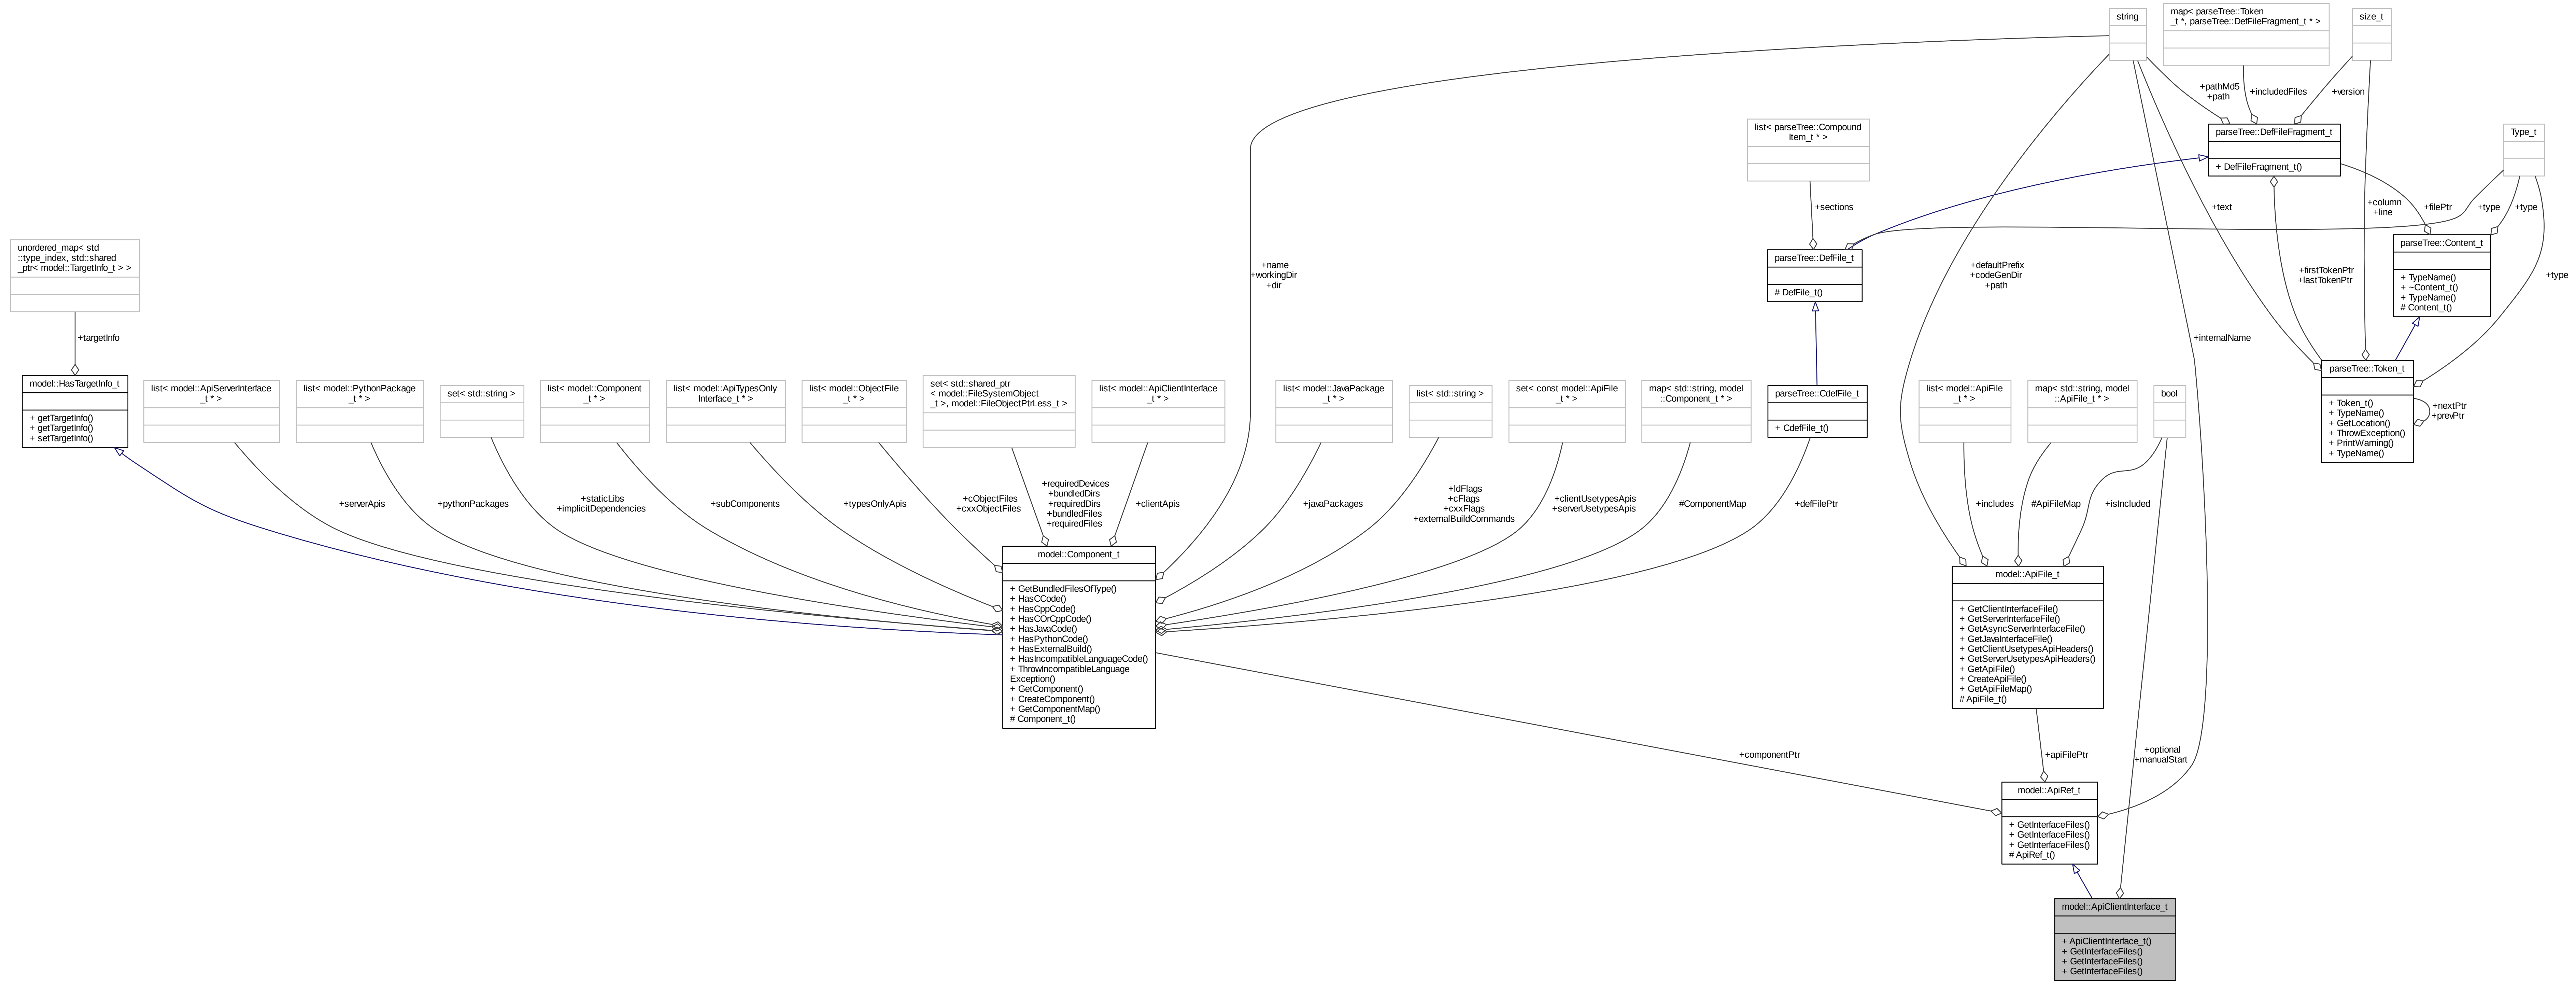 string
map< parseTree::Token
_t *, parseTree::DefFileFragment_t * >
size_t
+pathMd5
+path
+includedFiles
+version
list< parseTree::Compound
Item_t * >
parseTree::DefFileFragment_t
+ DefFileFragment_t()
Type_t
+sections
+text
+column
+line
+filePtr
+type
+type
unordered_map< std
::type_index, std::shared
_ptr< model::TargetInfo_t > >
+name
+workingDir
+dir
parseTree::DefFile_t
# DefFile_t()
+defaultPrefix
+codeGenDir
+path
+firstTokenPtr
+lastTokenPtr
parseTree::Content_t
+ TypeName()
+ ~Content_t()
+ TypeName()
# Content_t()
+type
+targetInfo
+internalName
model::HasTargetInfo_t
+ getTargetInfo()
+ getTargetInfo()
+ setTargetInfo()
list< model::ApiServerInterface
_t * >
list< model::PythonPackage
_t * >
set< std::string >
list< model::Component
_t * >
list< model::ApiTypesOnly
Interface_t * >
list< model::ObjectFile
_t * >
set< std::shared_ptr
< model::FileSystemObject
_t >, model::FileObjectPtrLess_t >
list< model::ApiClientInterface
_t * >
list< model::JavaPackage
_t * >
list< std::string >
set< const model::ApiFile
_t * >
map< std::string, model
::Component_t * >
parseTree::CdefFile_t
+ CdefFile_t()
list< model::ApiFile
_t * >
map< std::string, model
::ApiFile_t * >
bool
parseTree::Token_t
+ Token_t()
+ TypeName()
+ GetLocation()
+ ThrowException()
+ PrintWarning()
+ TypeName()
+nextPtr
+prevPtr
+serverApis
+pythonPackages
+staticLibs
+implicitDependencies
+subComponents
+typesOnlyApis
+cObjectFiles
+cxxObjectFiles
+requiredDevices
+bundledDirs
+requiredDirs
+bundledFiles
+requiredFiles
+clientApis
+javaPackages
+ldFlags
+cFlags
+cxxFlags
+externalBuildCommands
+clientUsetypesApis
+serverUsetypesApis
#ComponentMap
+defFilePtr
+includes
#ApiFileMap
+isIncluded
model::Component_t
+ GetBundledFilesOfType()
+ HasCCode()
+ HasCppCode()
+ HasCOrCppCode()
+ HasJavaCode()
+ HasPythonCode()
+ HasExternalBuild()
+ HasIncompatibleLanguageCode()
+ ThrowIncompatibleLanguage
Exception()
+ GetComponent()
+ CreateComponent()
+ GetComponentMap()
# Component_t()
model::ApiFile_t
+ GetClientInterfaceFile()
+ GetServerInterfaceFile()
+ GetAsyncServerInterfaceFile()
+ GetJavaInterfaceFile()
+ GetClientUsetypesApiHeaders()
+ GetServerUsetypesApiHeaders()
+ GetApiFile()
+ CreateApiFile()
+ GetApiFileMap()
# ApiFile_t()
+componentPtr
+apiFilePtr
+optional
+manualStart
model::ApiRef_t
+ GetInterfaceFiles()
+ GetInterfaceFiles()
+ GetInterfaceFiles()
# ApiRef_t()
model::ApiClientInterface_t
+ ApiClientInterface_t()
+ GetInterfaceFiles()
+ GetInterfaceFiles()
+ GetInterfaceFiles()